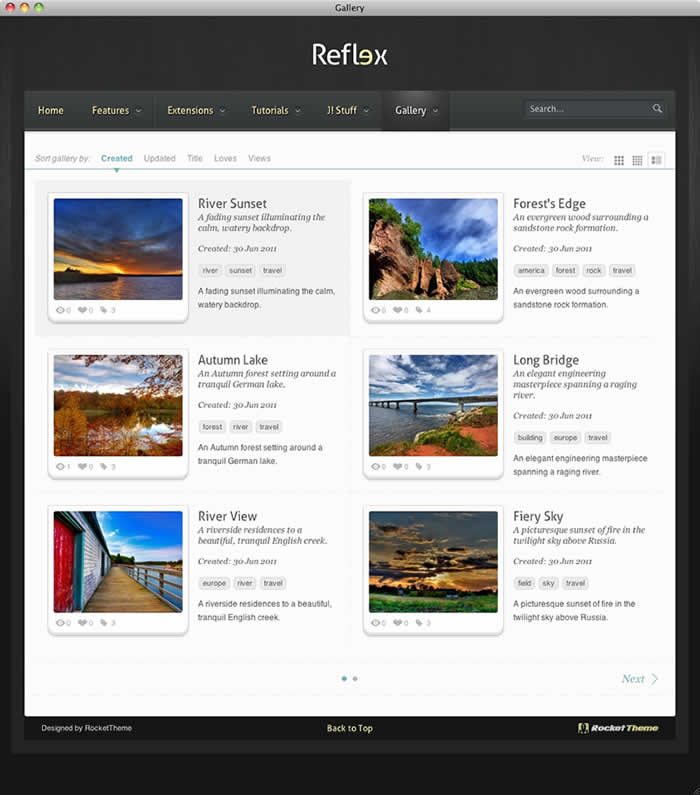 Gallery
Reflex
Home Features Extensions Tutorials J! Stuff Gallery Search...
Sort gallery by: Created Updated Title Loves Views View:
River Sunset
A fading sunset illuminating the
calm, watery backdrop.
Created: 30 Jun 2011
river sunset travel
A fading sunset illuminating the calm,
watery backdrop.
0 0 3
Forest's Edge
An evergreen wood surrounding a
sandstone rock formation.
Created: 30 Jun 2011
america forest rock travel
An evergreen wood surrounding a
sandstone rock formation.
0 0 4
Autumn Lake
An Autumn forest setting around a
tranquil German lake.
Created: 30 Jun 2011
forest river travel
An Autumn forest setting around a
tranquil German lake.
1 0 3
Long Bridge
An elegant engineering
masterpiece spanning a raging
river.
Created: 30 Jun 2011
building europe travel
An elegant engineering masterpiece
spanning a raging river.
0 0 3
River View
A riverside residences to a
beautiful, tranquil English creek.
Created: 30 Jun 2011
europe river travel
A riverside residences to a beautiful,
tranquil English creek.
0 0 3
Fiery Sky
A picturesque sunset of fire in the
twilight sky above Russia.
Created: 30 Jun 2011
field sky travel
A picturesque sunset of fire in the
twilight sky above Russia.
0 0 3
Next
Designed by RocketTheme Back to Top RocketTheme